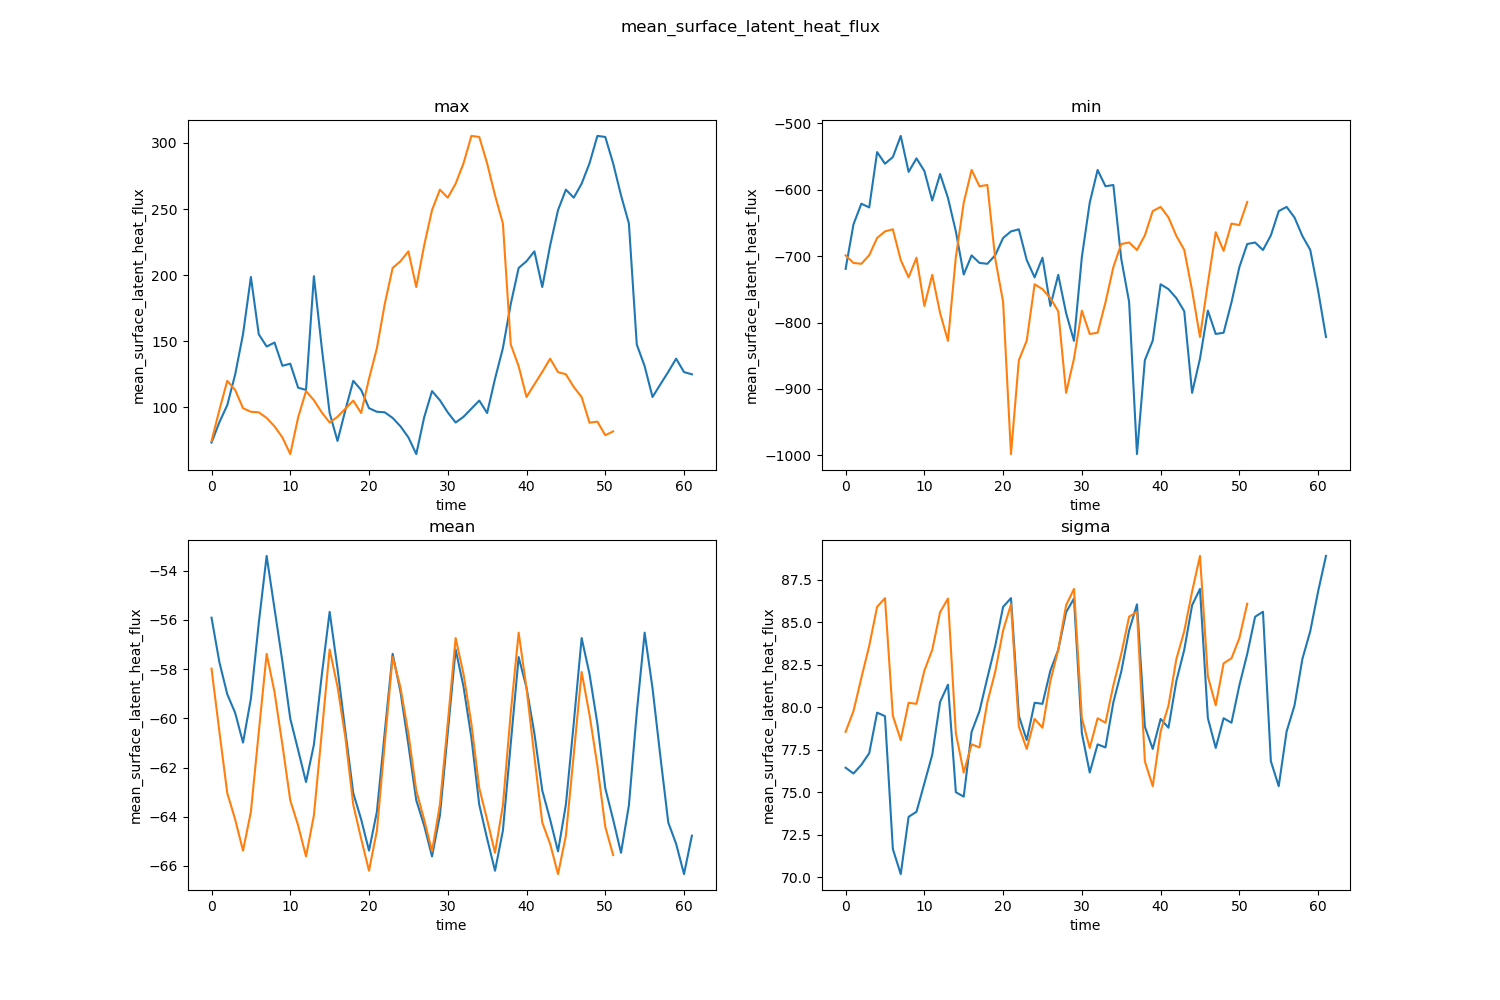 mean_surface_latent_heat_flux
max
mean_surface_latent_heat_flux
300
250
200
150
100
0 10 20 30 40 50 60
time
min
mean_surface_latent_heat_flux
−500
−600
−700
−800
−900
−1000
0 10 20 30 40 50 60
time
mean
mean_surface_latent_heat_flux
−54
−56
−58
−60
−62
−64
−66
0 10 20 30 40 50 60
time
sigma
mean_surface_latent_heat_flux
87.5
85.0
82.5
80.0
77.5
75.0
72.5
70.0
0 10 20 30 40 50 60
time